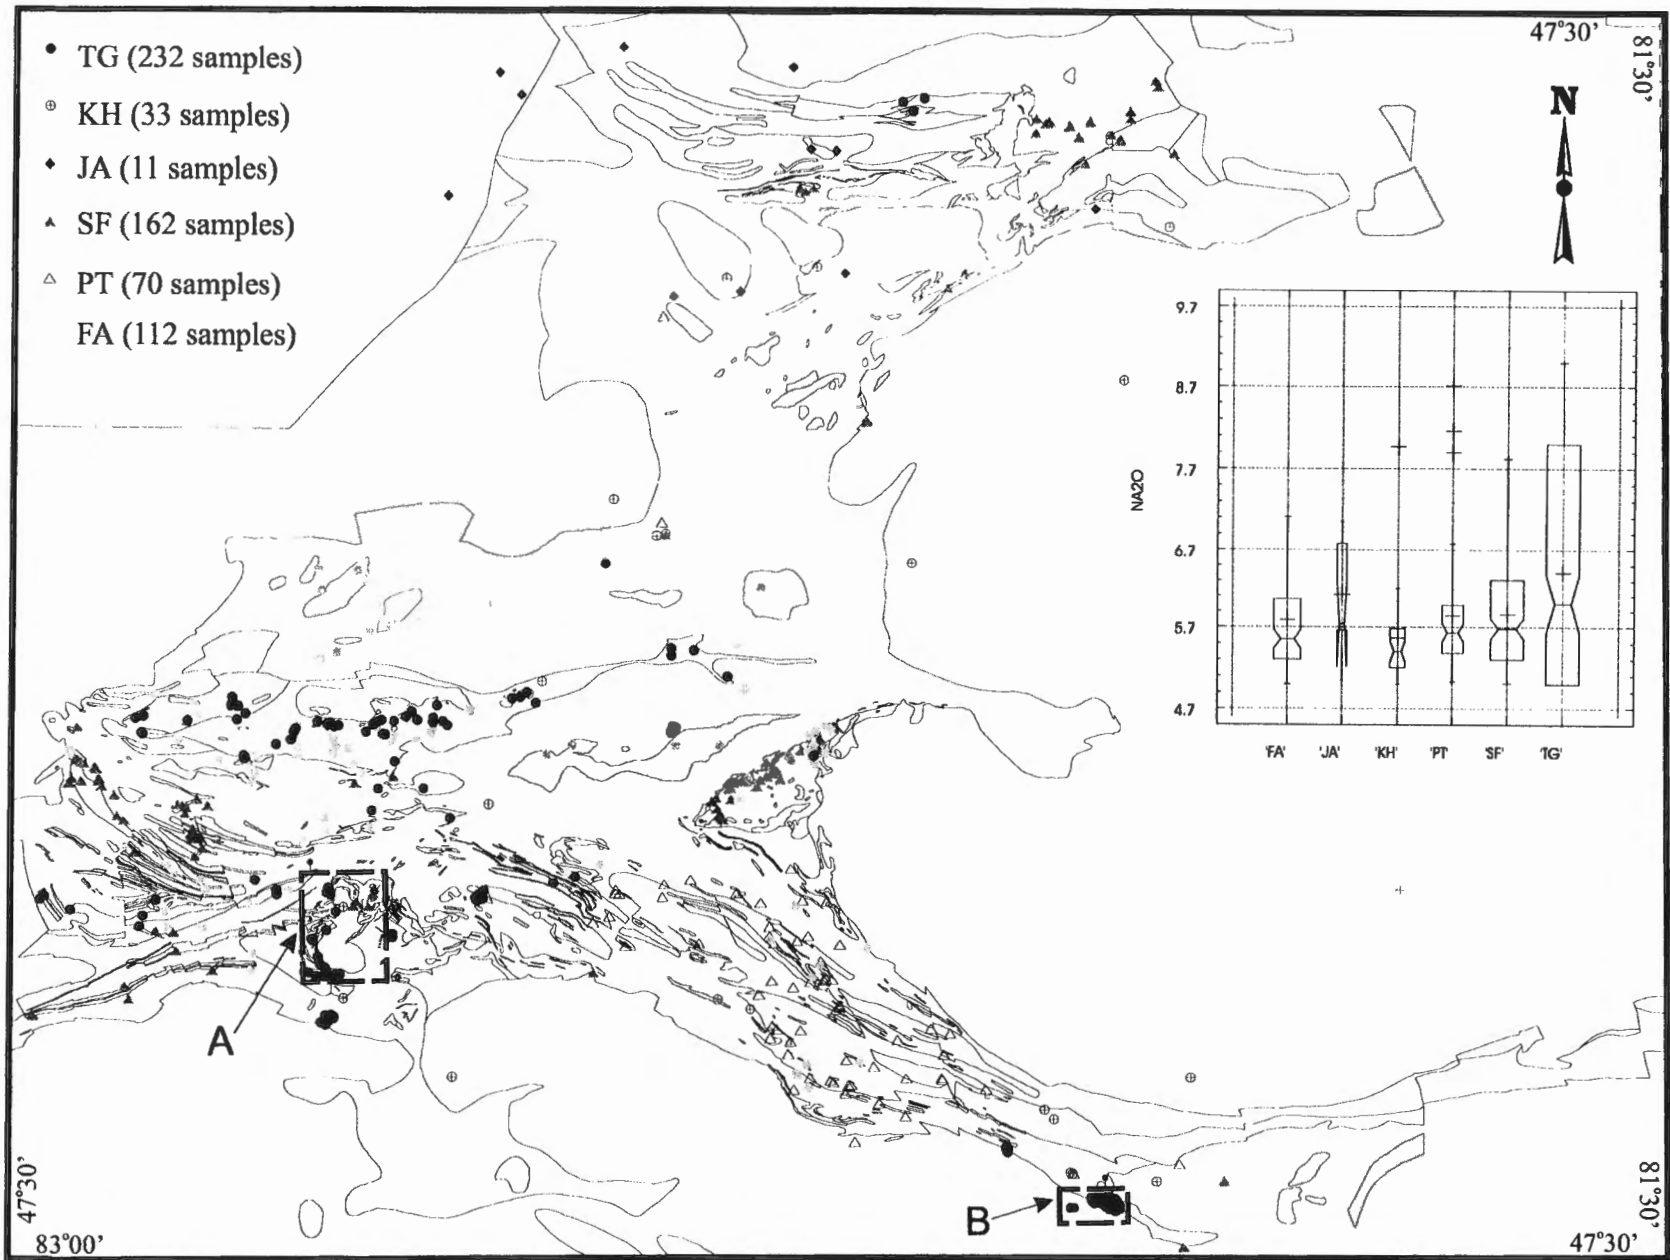 TG (232 samples)
KH (33 samples)
JA (11 samples)
SF (162 samples)
PT (70 samples)
FA (112 samples)
47°30'
81°30'
N
9.7
8.7
7.7
6.7
5.7
4.7
NA2O
'FA'
'JA'
'KH'
'PT'
'SF'
'TG'
A
B
47°30'
83°00'
81°30'
47°30'